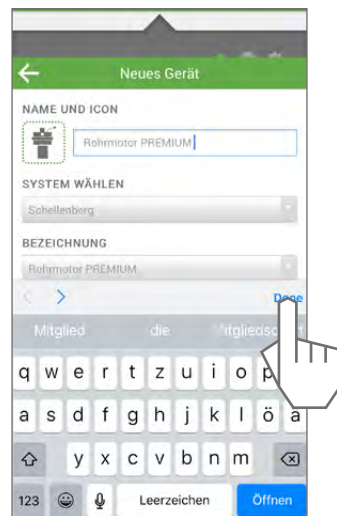 Neues Gerät
NAME UND ICON
Rohrmotor PREMIUM
SYSTEM WÄHLEN
Schellenberg
BEZEICHNUNG
Rohrmotor PREMIUM
Done
Mitglied die
q w e r t z u i o p
a s d f g h j k l ö ä
y x c v b n m
123 Leerzeichen Öffnen